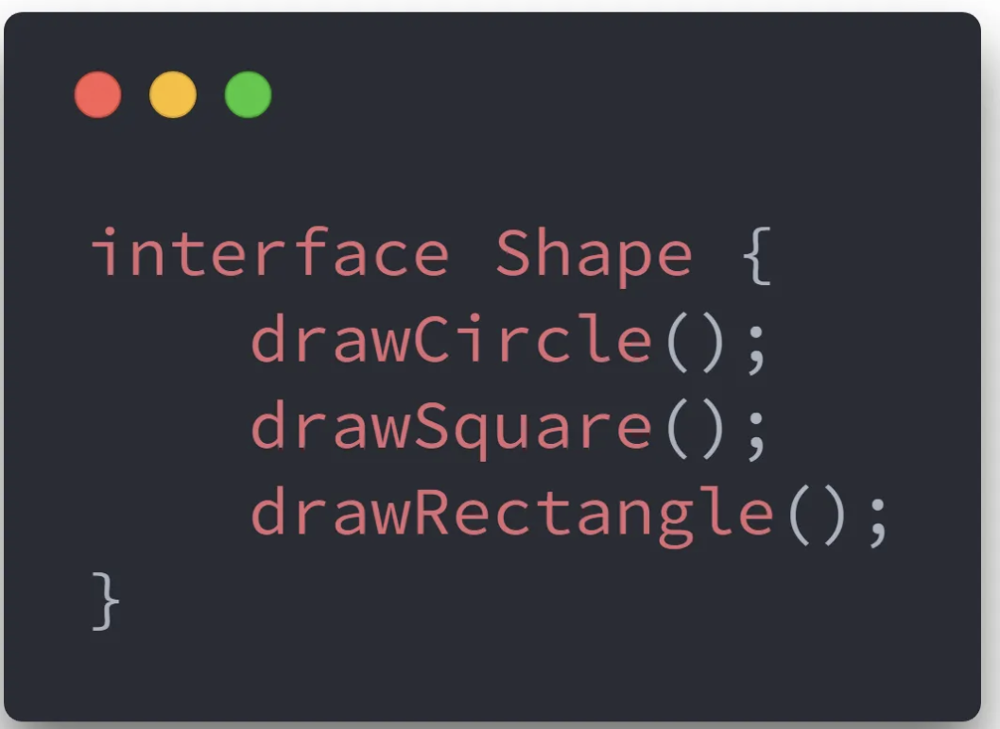 interface Shape {
    drawCircle();
    drawSquare();
    drawRectangle();
}